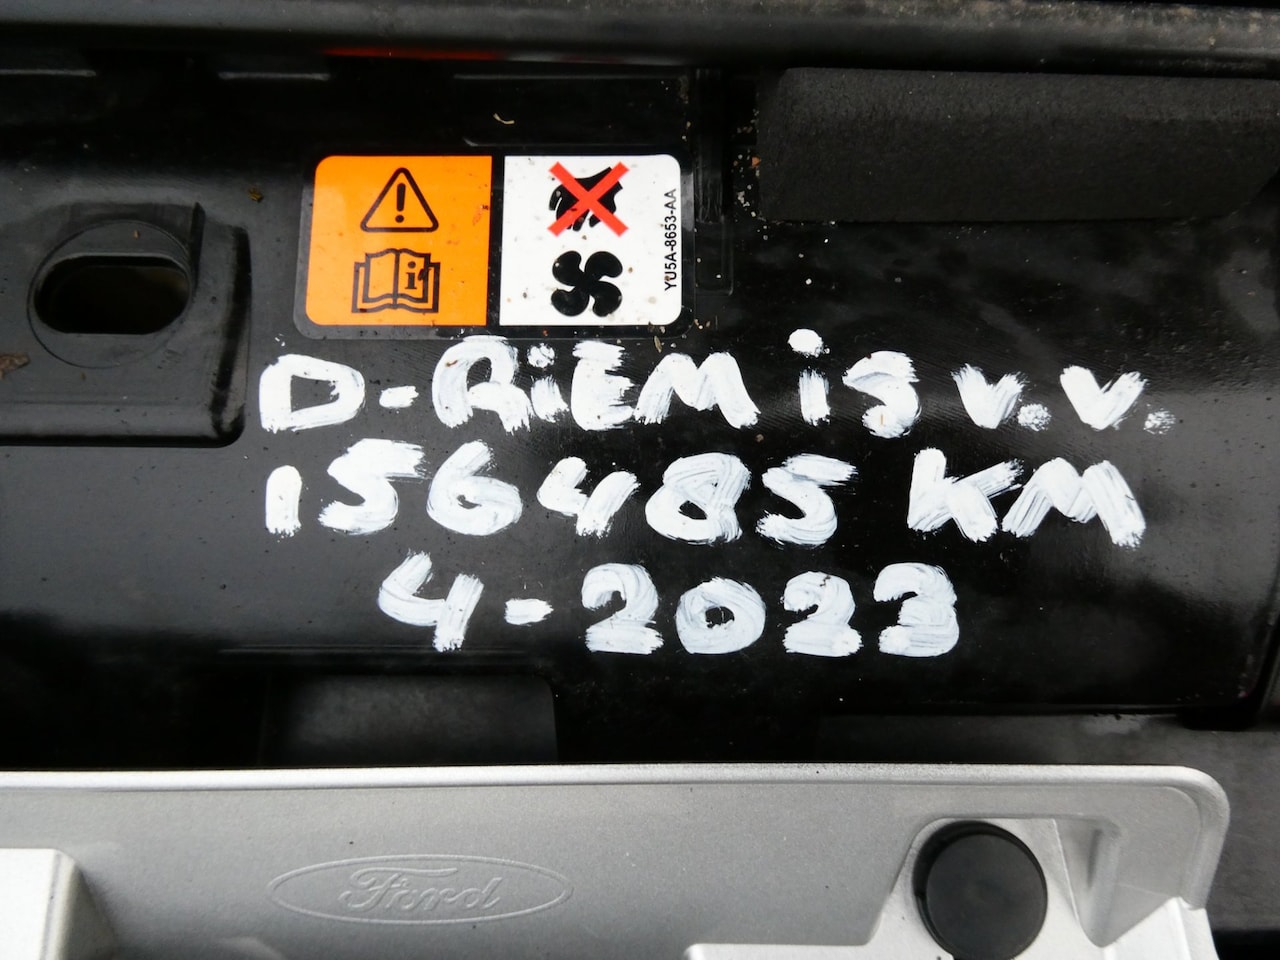 YU5A-8653-AA
D-RiEM iS v.v.
156485 KM
4-2023
Ford